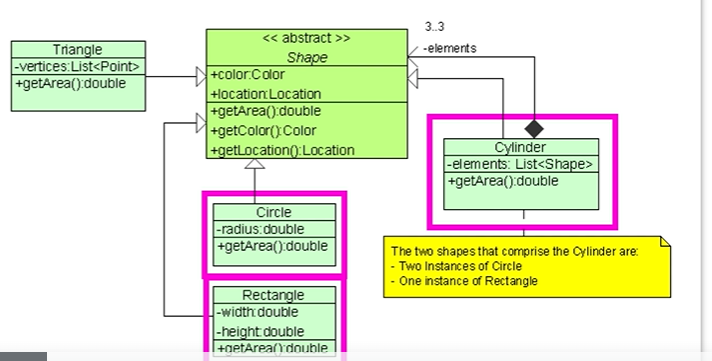 Triangle
-vertices:List<Point>
+getArea():double
<< abstract >>
Shape
+color:Color
+location:Location
+getArea():double
+getColor():Color
+getLocation():Location
3..3
-elements
Cylinder
-elements: List<Shape>
+getArea():double
Circle
-radius:double
+getArea():double
The two shapes that comprise the Cylinder are:
- Two Instances of Circle
- One instance of Rectangle
Rectangle
-width:double
-height:double
+getArea():double